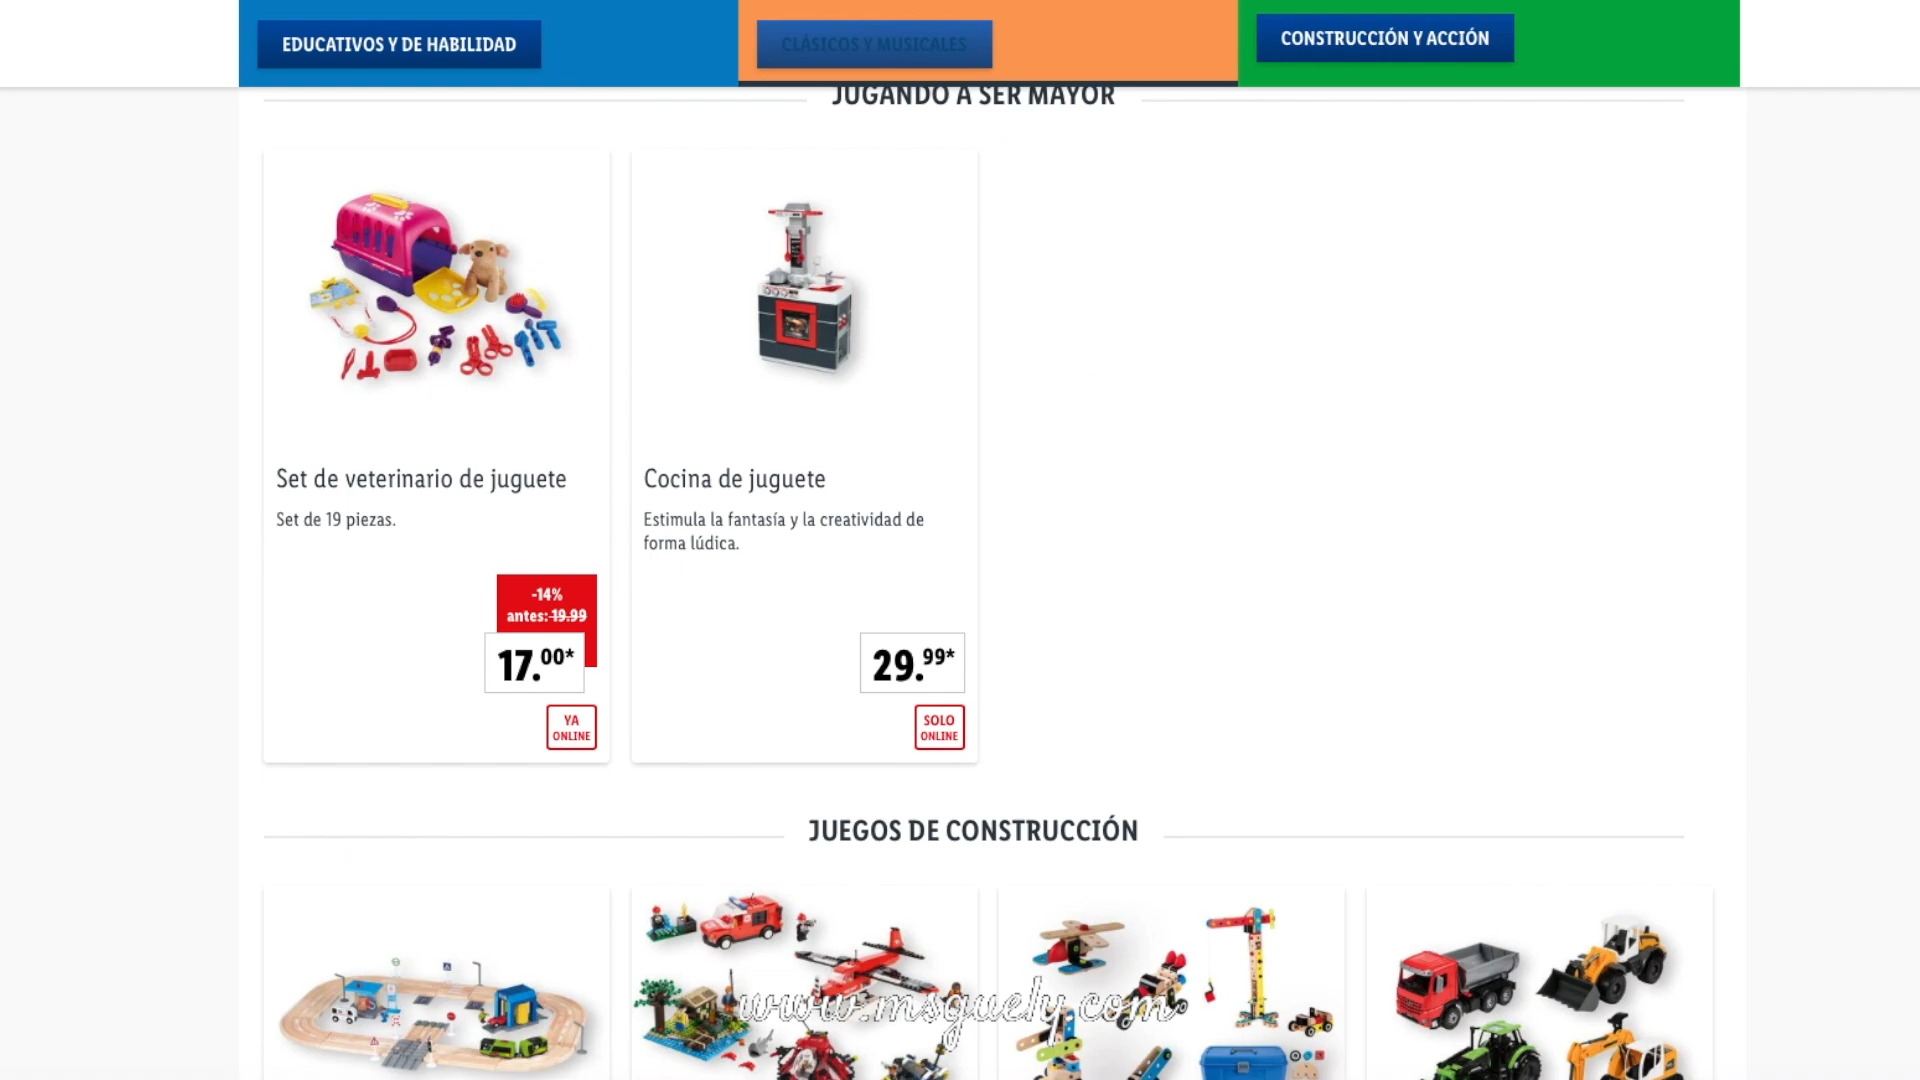 EDUCATIVOS Y DE HABILIDAD
CLÁSICOS Y MUSICALES
CONSTRUCCIÓN Y ACCIÓN
JUGANDO A SER MAYOR
Set de veterinario de juguete
Set de 19 piezas.
-14%
antes: 19.99
17.00*
YA
ONLINE
Cocina de juguete
Estimula la fantasía y la creatividad de
forma lúdica.
29.99*
SOLO
ONLINE
JUEGOS DE CONSTRUCCIÓN
www.msguely.com